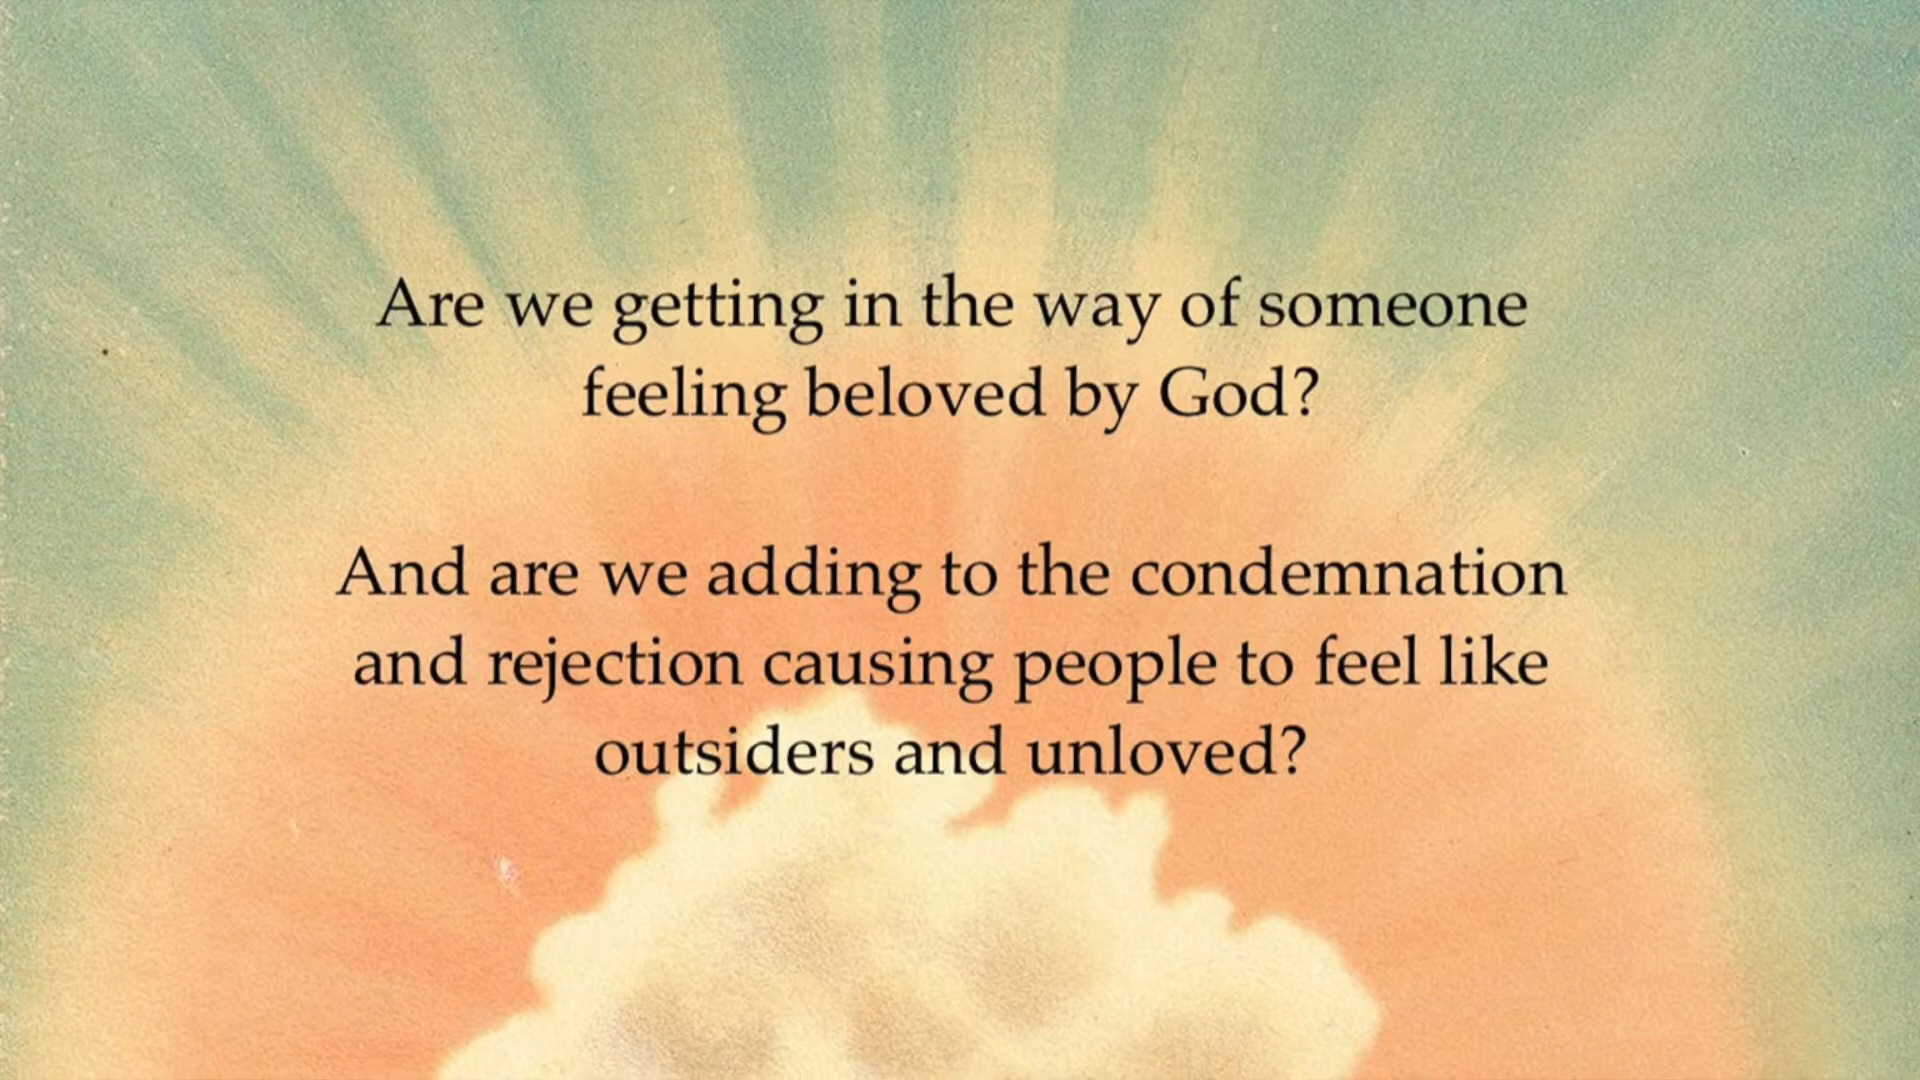 Are we getting in the way of someone
feeling beloved by God?
And are we adding to the condemnation
and rejection causing people to feel like
outsiders and unloved?